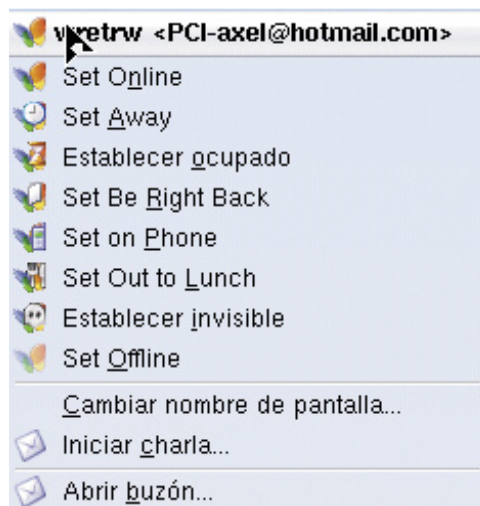 wretrw <PCI-axel@hotmail.com>
Set Online
Set Away
Establecer ocupado
Set Be Right Back
Set on Phone
Set Out to Lunch
Establecer invisible
Set Offline
Cambiar nombre de pantalla...
Iniciar charla...
Abrir buzón...